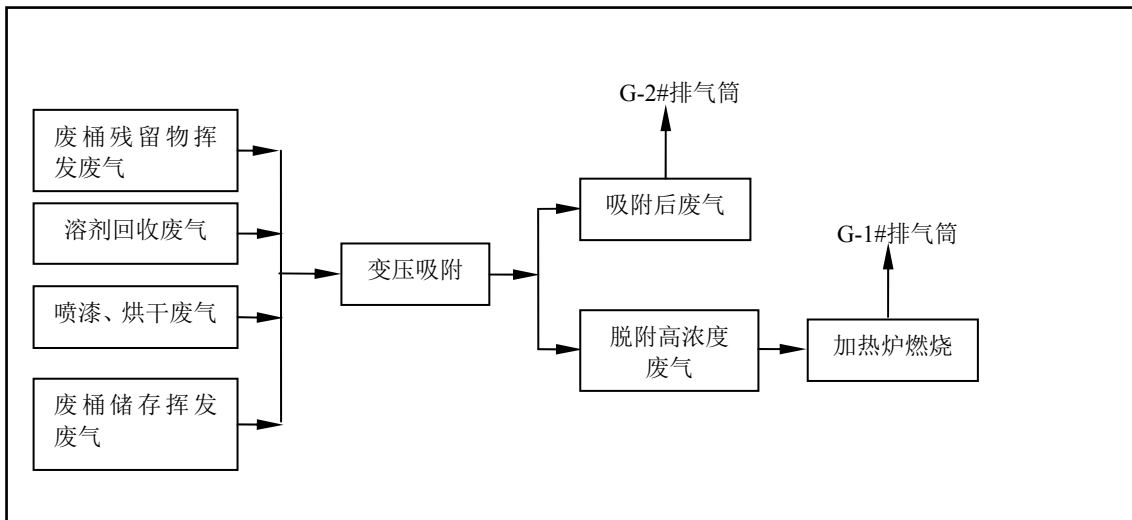 G-2#排气筒
废桶残留物挥
发废气
吸附后废气
溶剂回收废气
G-1#排气筒
变压吸附
喷漆、烘干废气
脱附高浓度
废气
加热炉燃烧
废桶储存挥发
废气